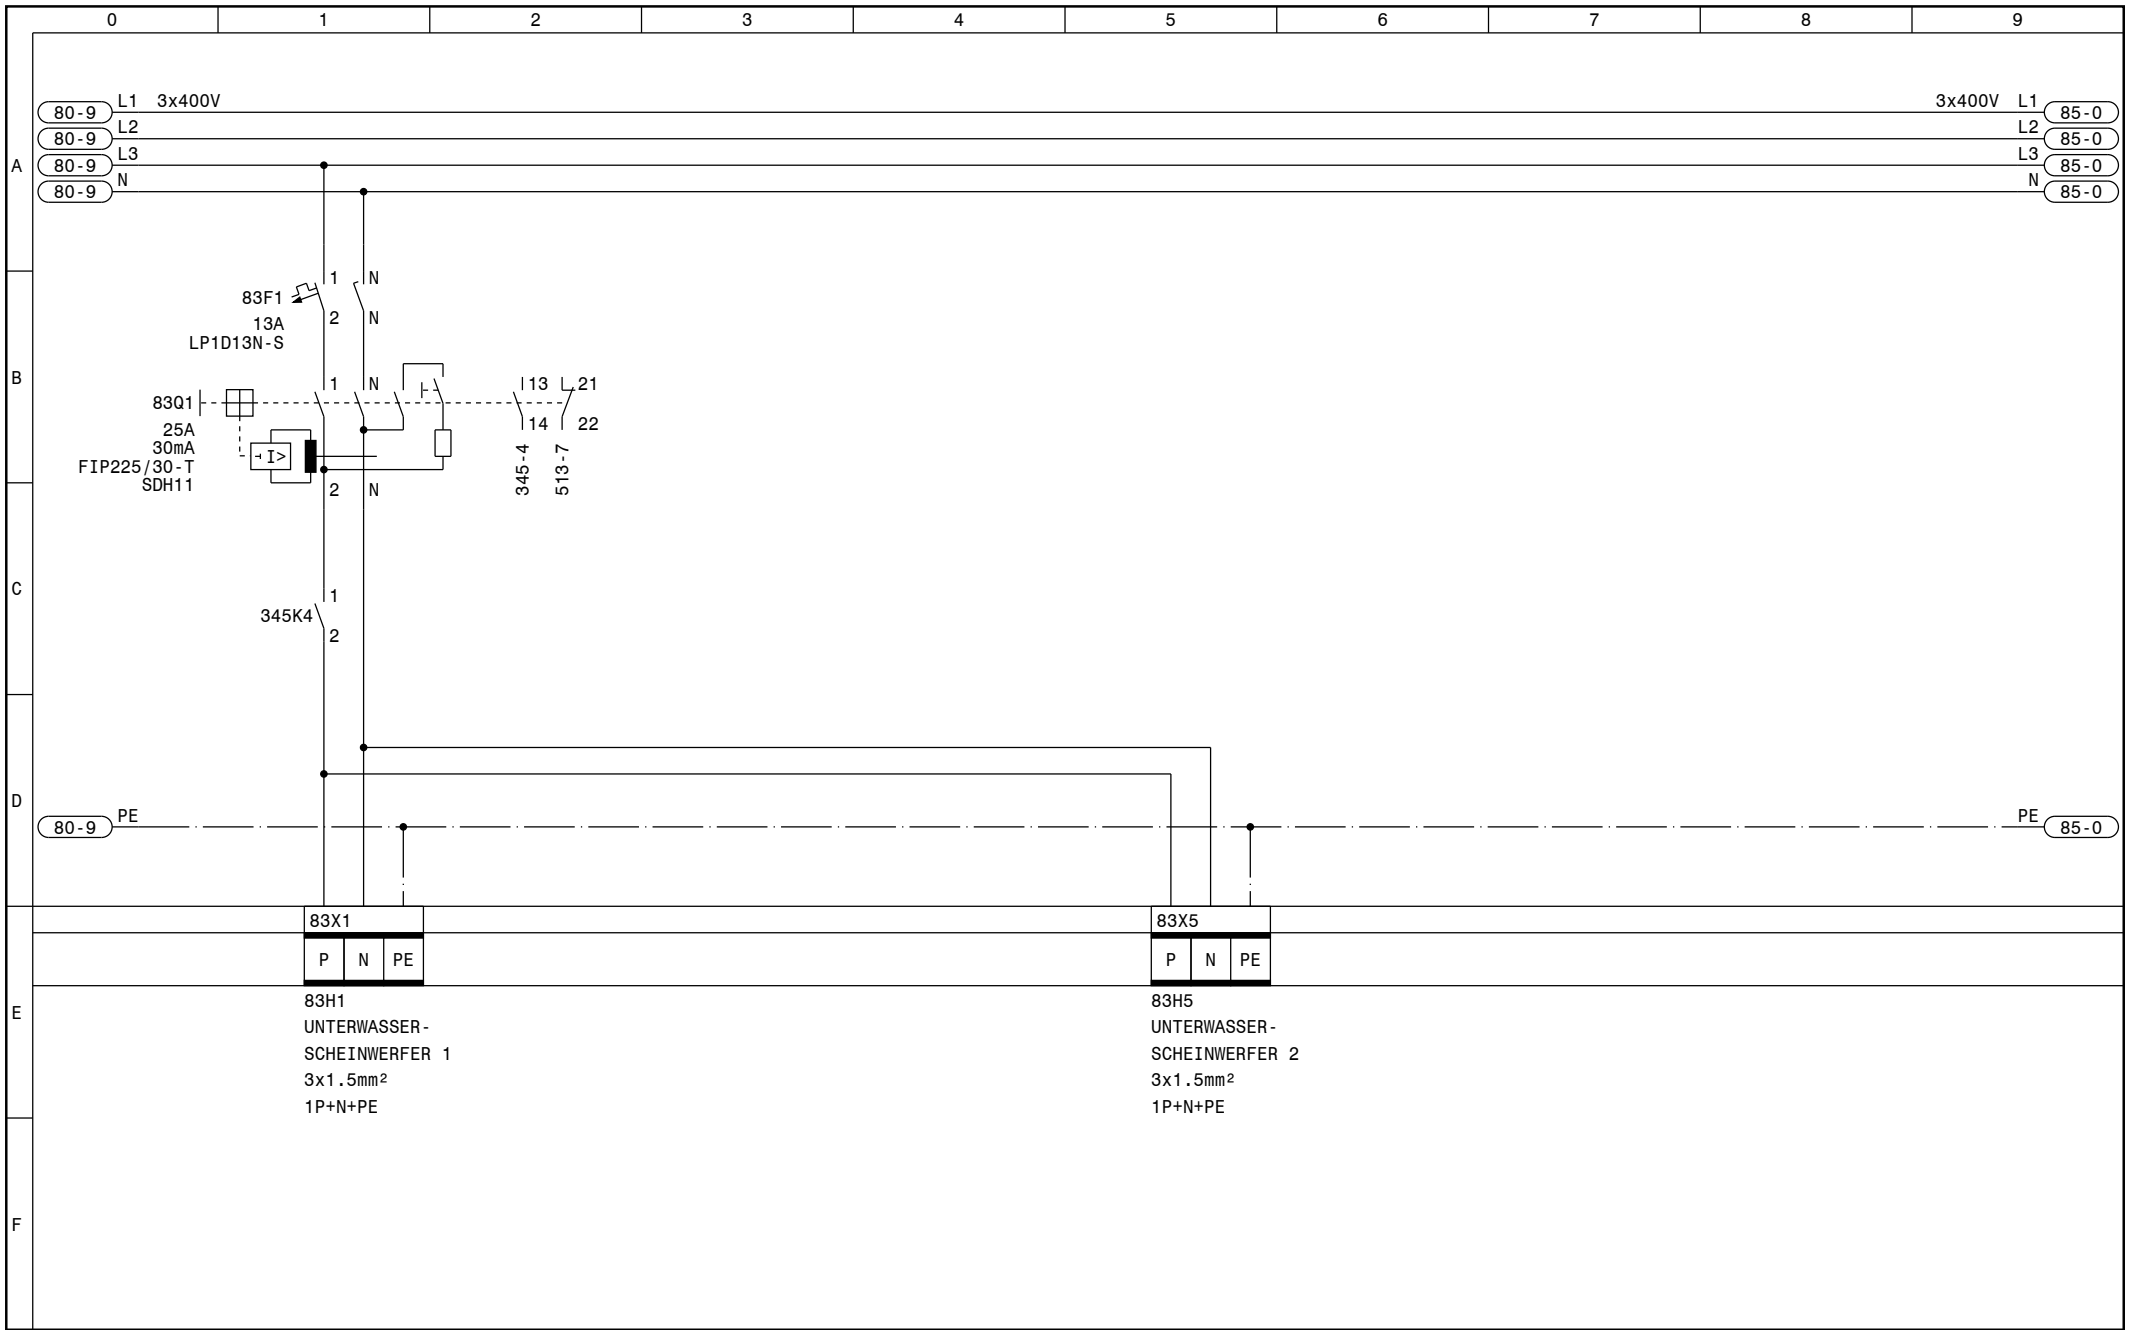 0 1 2 3 4 5 6 7 8 9
80-9 L1 3x400V 3x400V L1 85-0
80-9 L2 L2 85-0
A 80-9 L3 L3 85-0
80-9 N N 85-0
1 N
83F1
13A 2 N
LP1D13N-S
B
1 N 13 21
83Q1
14 22
25A
30mA
FIP225/30-T
SDH11
I>
345-4 513-7
2 N
C
1
345K4
2
D
80-9 PE PE 85-0
83X1 83X5
P N PE P N PE
E
83H1
UNTERWASSER-
SCHEINWERFER 1
3x1.5mm²
1P+N+PE
83H5
UNTERWASSER-
SCHEINWERFER 2
3x1.5mm²
1P+N+PE
F